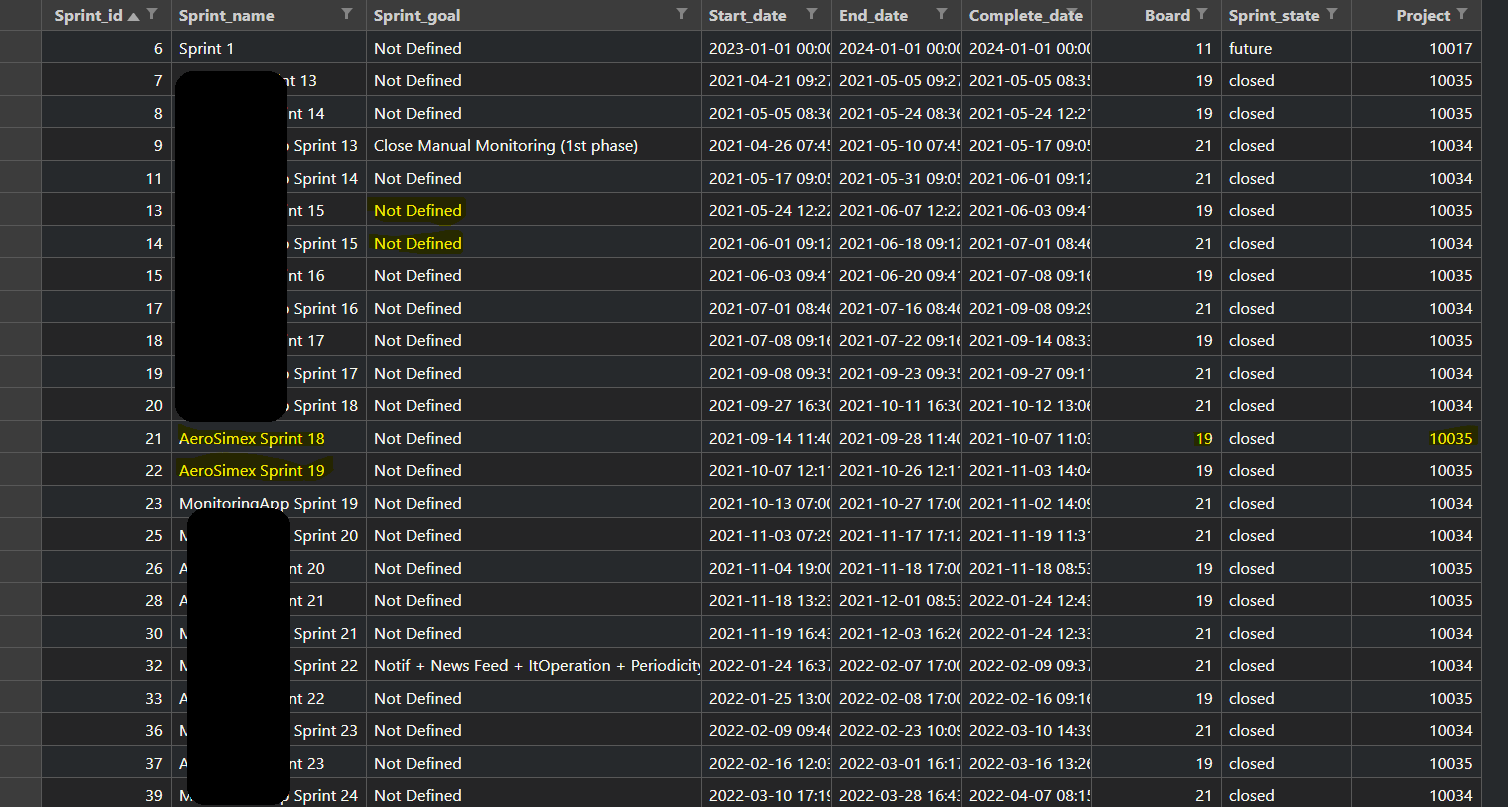 Sprint_id Sprint_name Sprint_goal Start_date End_date Complete_date Board Sprint_state Project
6 Sprint 1 Not Defined 2023-01-01 00:00 2024-01-01 00:00 2024-01-01 00:00 11 future 10017
7 nt 13 Not Defined 2021-04-21 09:27 2021-05-05 09:27 2021-05-05 08:35 19 closed 10035
8 nt 14 Not Defined 2021-05-05 08:36 2021-05-24 08:36 2021-05-24 12:21 19 closed 10035
9 Sprint 13 Close Manual Monitoring (1st phase) 2021-04-26 07:45 2021-05-10 07:45 2021-05-17 09:05 21 closed 10034
11 Sprint 14 Not Defined 2021-05-17 09:05 2021-05-31 09:05 2021-06-01 09:12 21 closed 10034
13 nt 15 Not Defined 2021-05-24 12:22 2021-06-07 12:22 2021-06-03 09:41 19 closed 10035
14 Sprint 15 Not Defined 2021-06-01 09:12 2021-06-18 09:12 2021-07-01 08:46 21 closed 10034
15 nt 16 Not Defined 2021-06-03 09:41 2021-06-20 09:41 2021-07-08 09:16 19 closed 10035
17 Sprint 16 Not Defined 2021-07-01 08:46 2021-07-16 08:46 2021-09-08 09:29 21 closed 10034
18 nt 17 Not Defined 2021-07-08 09:16 2021-07-22 09:16 2021-09-14 08:33 19 closed 10035
19 Sprint 17 Not Defined 2021-09-08 09:35 2021-09-23 09:35 2021-09-27 09:11 21 closed 10034
20 Sprint 18 Not Defined 2021-09-27 16:30 2021-10-11 16:30 2021-10-12 13:06 21 closed 10034
21 AeroSimex Sprint 18 Not Defined 2021-09-14 11:40 2021-09-28 11:40 2021-10-07 11:03 19 closed 10035
22 AeroSimex Sprint 19 Not Defined 2021-10-07 12:11 2021-10-26 12:11 2021-11-03 14:04 19 closed 10035
23 MonitoringApp Sprint 19 Not Defined 2021-10-13 07:00 2021-10-27 17:00 2021-11-02 14:09 21 closed 10034
25 Sprint 20 Not Defined 2021-11-03 07:29 2021-11-17 17:12 2021-11-19 11:31 21 closed 10034
26 A nt 20 Not Defined 2021-11-04 19:00 2021-11-18 17:00 2021-11-18 08:53 19 closed 10035
28 A nt 21 Not Defined 2021-11-18 13:23 2021-12-01 08:53 2022-01-24 12:43 19 closed 10035
30 Sprint 21 Not Defined 2021-11-19 16:43 2021-12-03 16:26 2022-01-24 12:33 21 closed 10034
32 Sprint 22 Notif + News Feed + ItOperation + Periodicity 2022-01-24 16:37 2022-02-07 17:00 2022-02-09 09:37 21 closed 10034
33 A nt 22 Not Defined 2022-01-25 13:00 2022-02-08 17:00 2022-02-16 09:16 19 closed 10035
36 Sprint 23 Not Defined 2022-02-09 09:46 2022-02-23 10:09 2022-03-10 14:39 21 closed 10034
37 A nt 23 Not Defined 2022-02-16 12:03 2022-03-01 16:17 2022-03-16 13:26 19 closed 10035
39 Sprint 24 Not Defined 2022-03-10 17:19 2022-03-28 16:43 2022-04-07 08:15 21 closed 10034